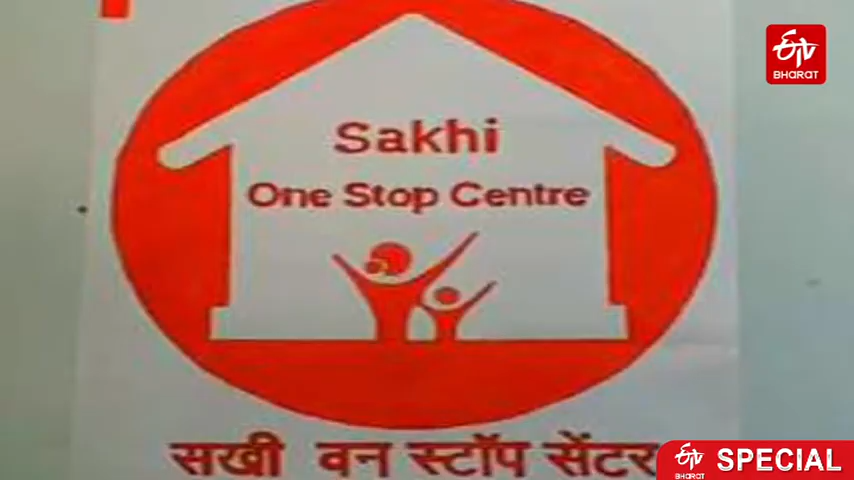 ETV
BHARAT
Sakhi
One Stop Centre
सखी वन स्टॉप सेंटर
ETV
BHARAT
SPECIAL